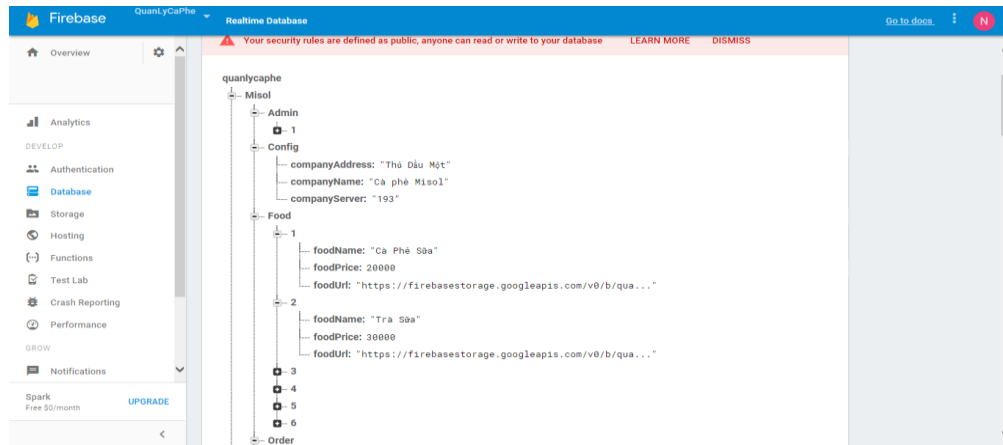 Firebase
QuanLyCaPhe
Realtime Database
Go to docs
N
Overview
Analytics
DEVELOP
Authentication
Database
Storage
Hosting
Functions
Test Lab
Crash Reporting
Performance
GROW
Notifications
Spark
Free $0/month
UPGRADE
Your security rules are defined as public, anyone can read or write to your database LEARN MORE DISMISS
quanlycaphe
Misol
Admin
1
Config
companyAddress: "Thủ Dầu Một"
companyName: "Cà phê Misol"
companyServer: "193"
Food
1
foodName: "Cà Phê Sữa"
foodPrice: 20000
foodUrl: "https://firebasestorage.googleapis.com/v0/b/qua..."
2
foodName: "Trà Sữa"
foodPrice: 30000
foodUrl: "https://firebasestorage.googleapis.com/v0/b/qua..."
3
4
5
6
Order